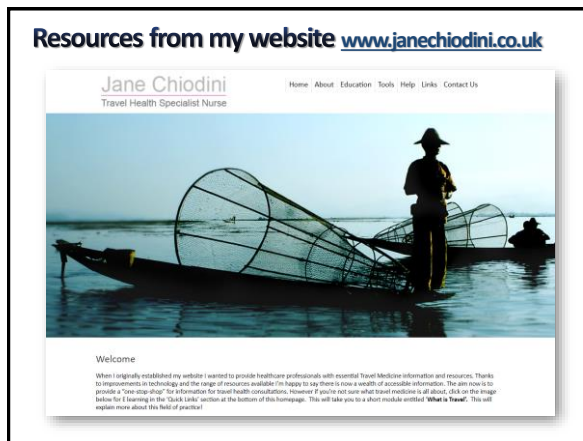 Resources from my website www.janechiodini.co.uk
Jane Chiodini
Travel Health Specialist Nurse
Home About Education Tools Help Links Contact Us
Welcome
When I originally established my website I wanted to provide healthcare professionals with essential Travel Medicine information and resources. Thanks
to improvements in technology and the range of resources available I'm happy to say there is now a wealth of accessible information. The aim now is to
provide a "one-stop-shop" for information for travel health consultations. However if you're not sure what travel medicine is all about, click on the image
below for E learning in the 'Quick Links' section at the bottom of this homepage. This will take you to a short module entitled 'What is Travel'. This will
explain more about this field of practice!